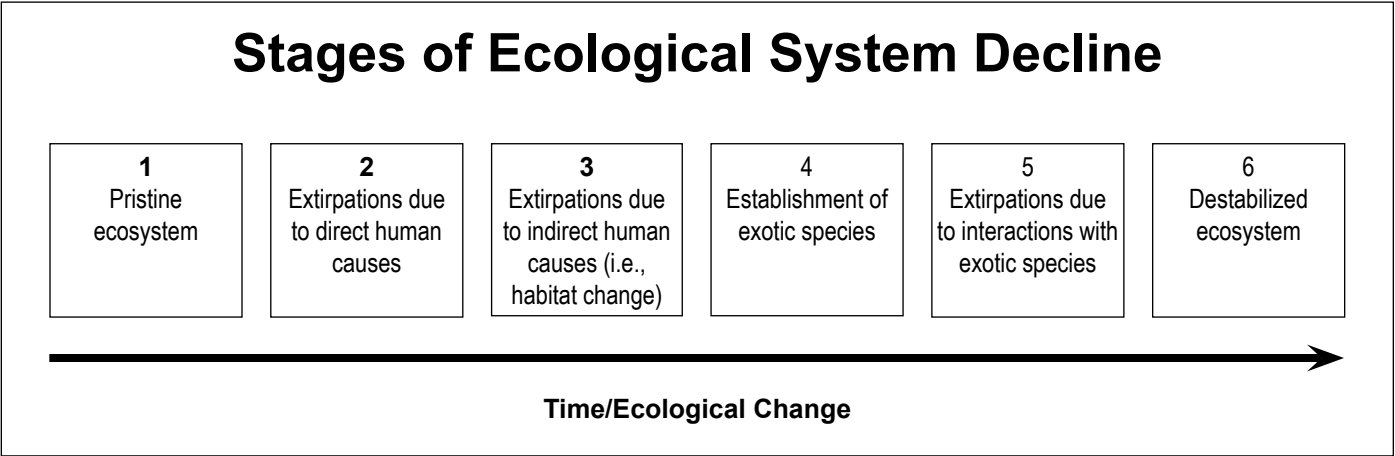 Stages of Ecological System Decline
1
Pristine
ecosystem
2
Extirpations due
to direct human
causes
3
Extirpations due
to indirect human
causes (i.e.,
habitat change)
4
Establishment of
exotic species
5
Extirpations due
to interactions with
exotic species
6
Destabilized
ecosystem
Time/Ecological Change